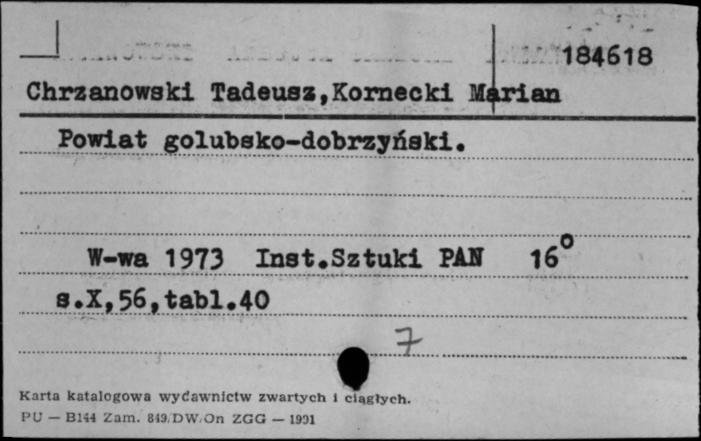 184618
Chrzanowski Tadeusz,Kornecki Marian
Powiat golubsko-dobrzyński.
W-wa 1973 Inst.Sztuki PAN 16°
s.X,56,tabl.40
7
Karta katalogowa wydawnictw zwartych i ciągłych.
PU — B144 Zam. 849/DW/On ZGG — 1991